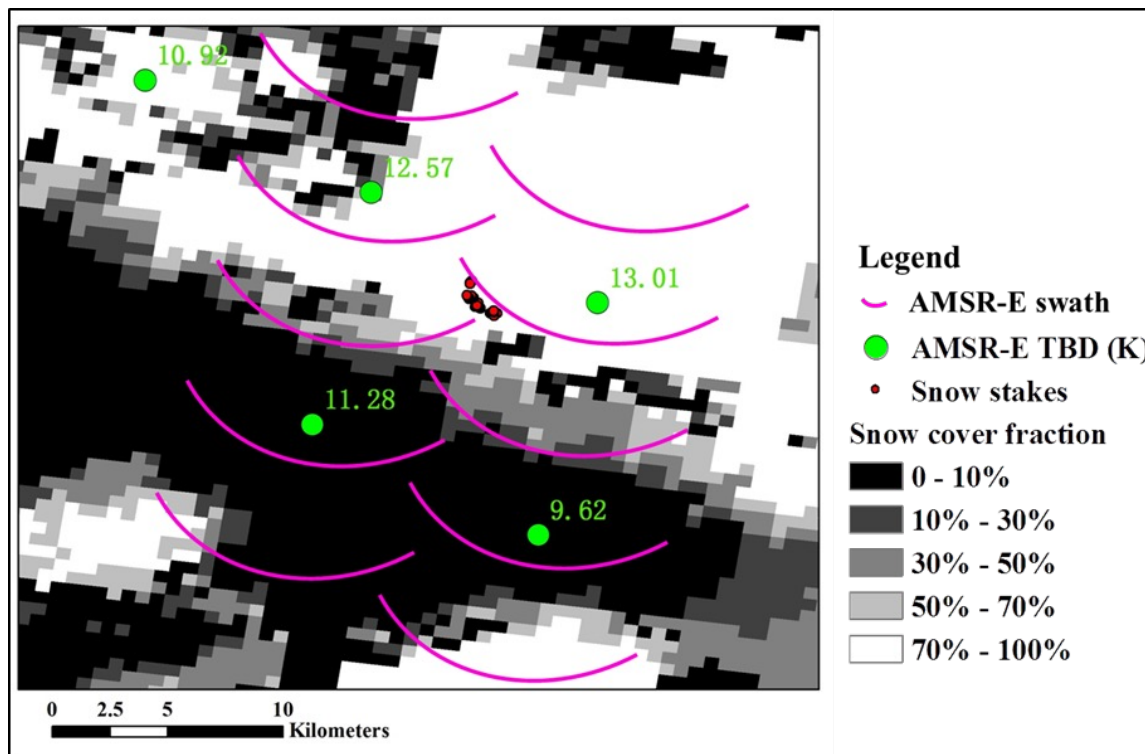 10.92
12.57
13.01
11.28
9.62
Legend
AMSR-E swath
AMSR-E TBD (K)
Snow stakes
Snow cover fraction
0 - 10%
10% - 30%
30% - 50%
50% - 70%
70% - 100%
0 2.5 5 10
Kilometers